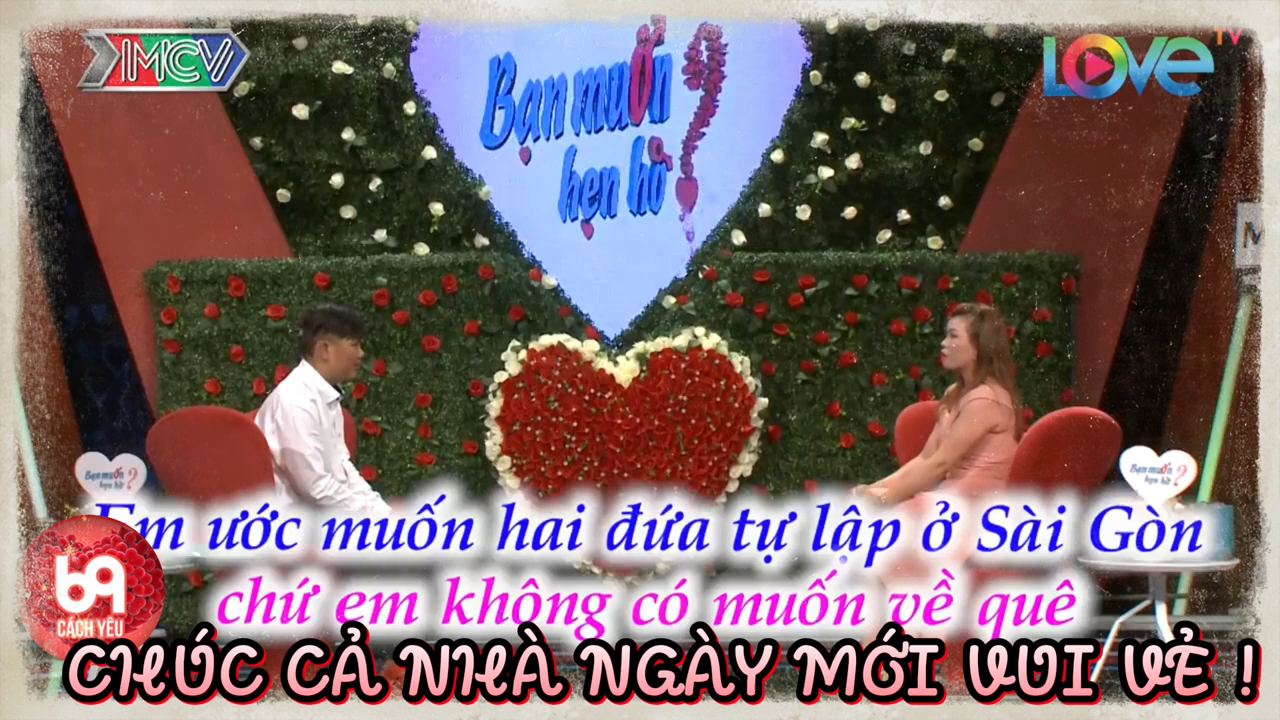 MCV
LOVE TV
Bạn muốn
hẹn hò ?
M
Bạn muốn
hẹn hò ?
Bạn muốn
hẹn hò ?
Em ước muốn hai đứa tự lập ở Sài Gòn
chứ em không có muốn về quê
69
CÁCH YÊU
CHÚC CẢ NHÀ NGÀY MỚI VUI VẺ !